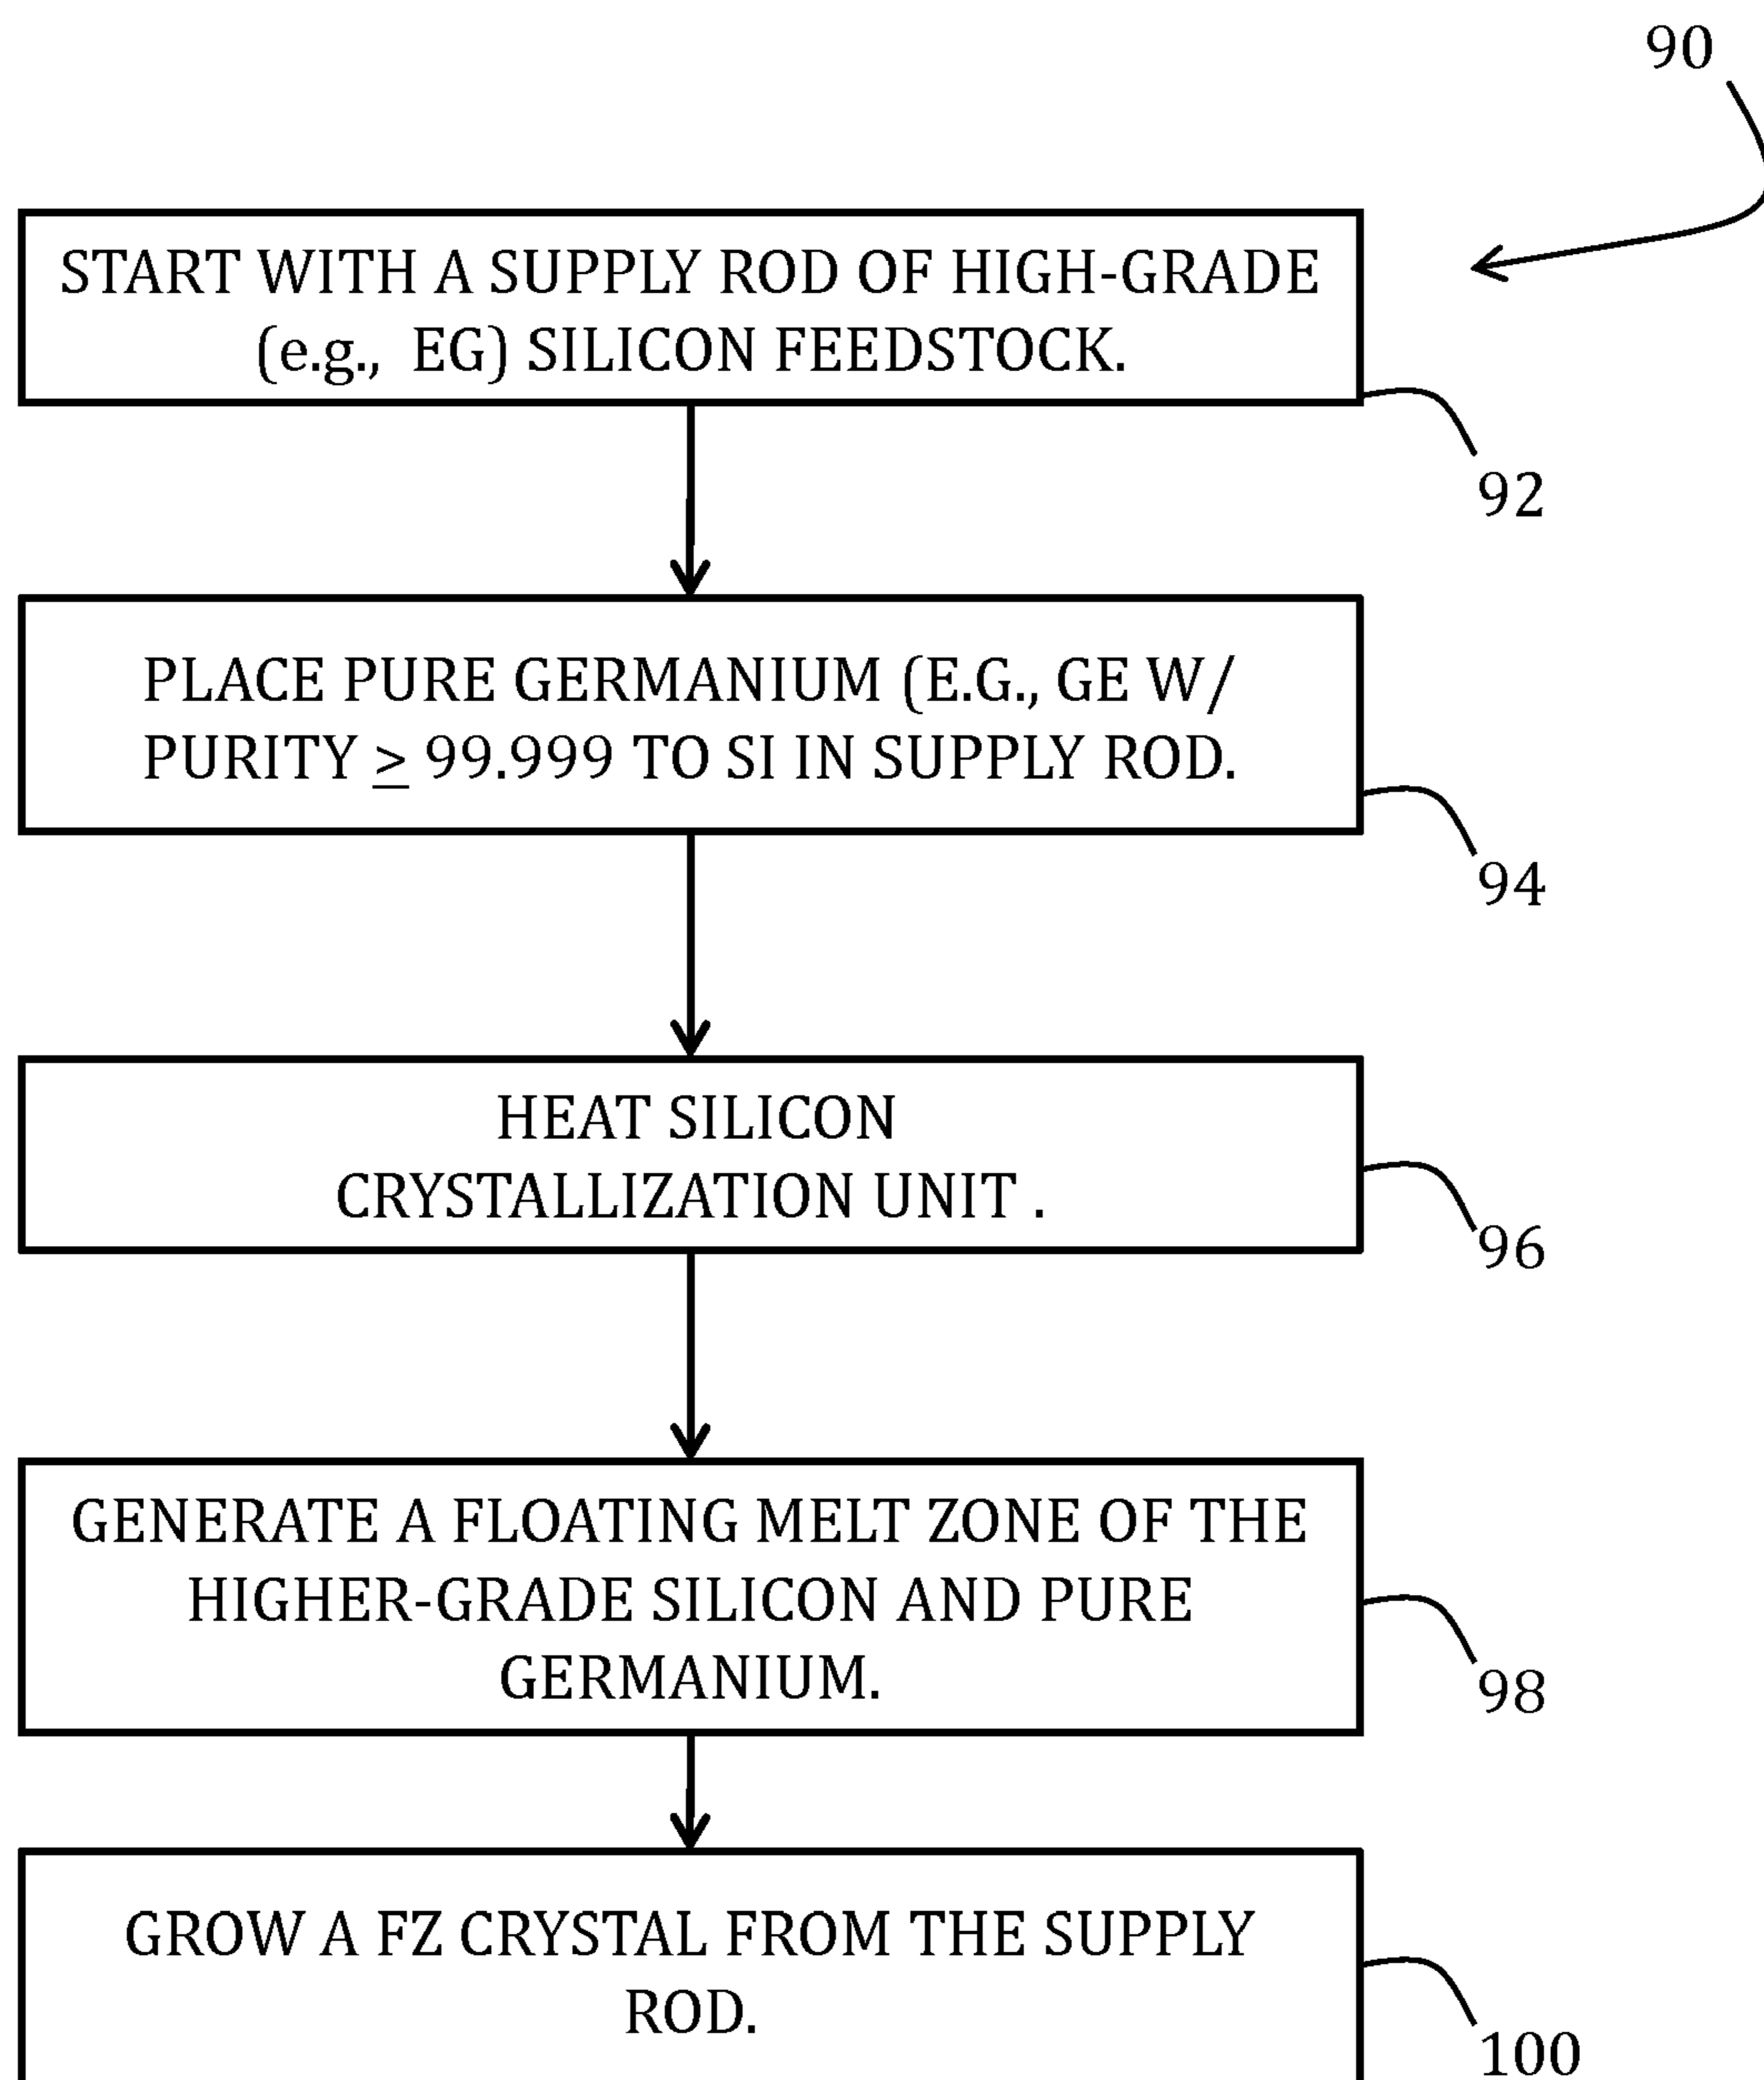 90
START WITH A SUPPLY ROD OF HIGH-GRADE
(e.g., EG) SILICON FEEDSTOCK.
92
PLACE PURE GERMANIUM (E.G., GE W/
PURITY ≥ 99.999 TO SI IN SUPPLY ROD.
94
HEAT SILICON
CRYSTALLIZATION UNIT .
96
GENERATE A FLOATING MELT ZONE OF THE
HIGHER-GRADE SILICON AND PURE
GERMANIUM.
98
GROW A FZ CRYSTAL FROM THE SUPPLY
ROD.
100